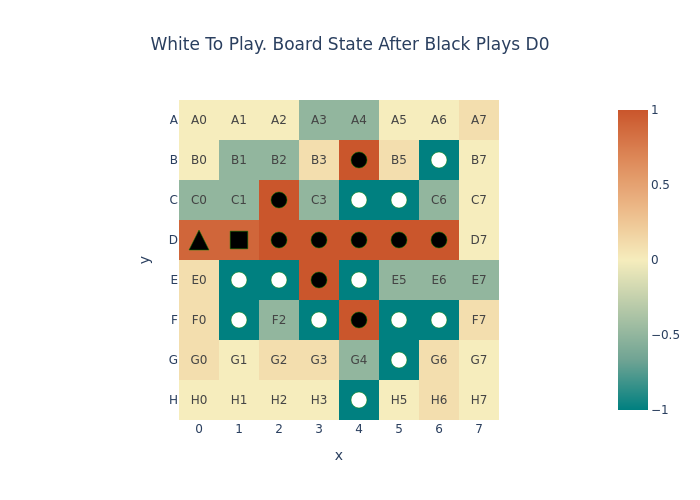 White To Play. Board State After Black Plays D0
A A0 A1 A2 A3 A4 A5 A6 A7
B B0 B1 B2 B3 B5 B7
C C0 C1 C3 C6 C7
D D7
E E0 E5 E6 E7
F F0 F2 F7
G G0 G1 G2 G3 G4 G6 G7
H H0 H1 H2 H3 H5 H6 H7
0 1 2 3 4 5 6 7
x
y
1
0.5
0
−0.5
−1